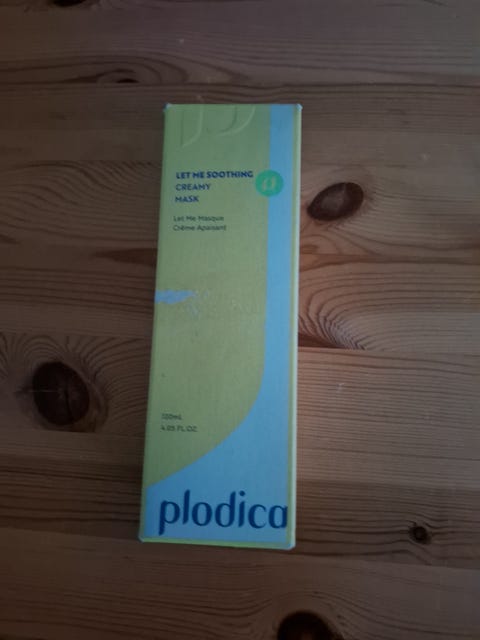 LET ME SOOTHING
CREAMY
MASK
Let Me Masque
Crème Apaisant
120mL
4.05 FL.OZ.
plodica